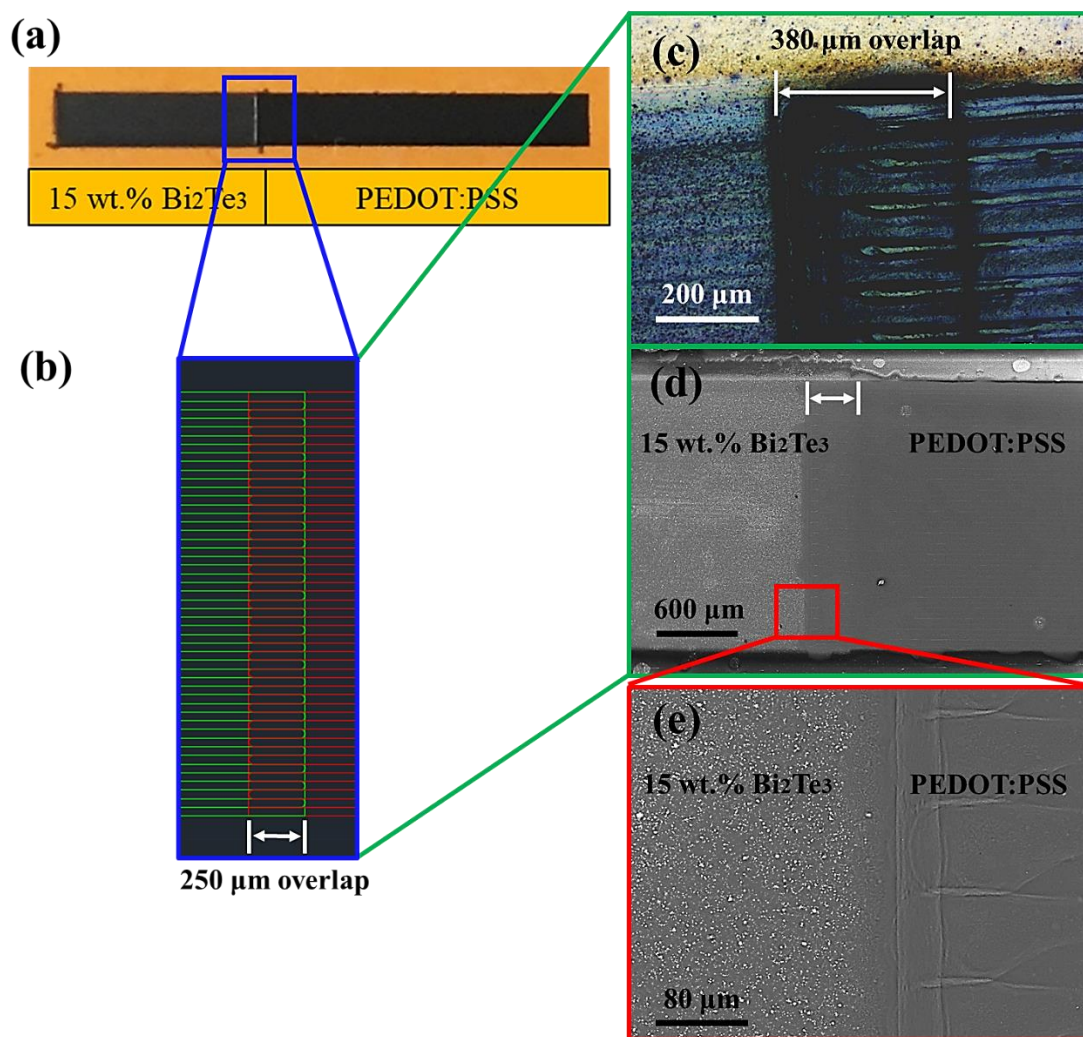 (a)
15 wt.% Bi2Te3
PEDOT:PSS
(b)
250 µm overlap
(c)
380 µm overlap
200 µm
(d)
15 wt.% Bi2Te3
PEDOT:PSS
600 µm
(e)
15 wt.% Bi2Te3
PEDOT:PSS
80 µm